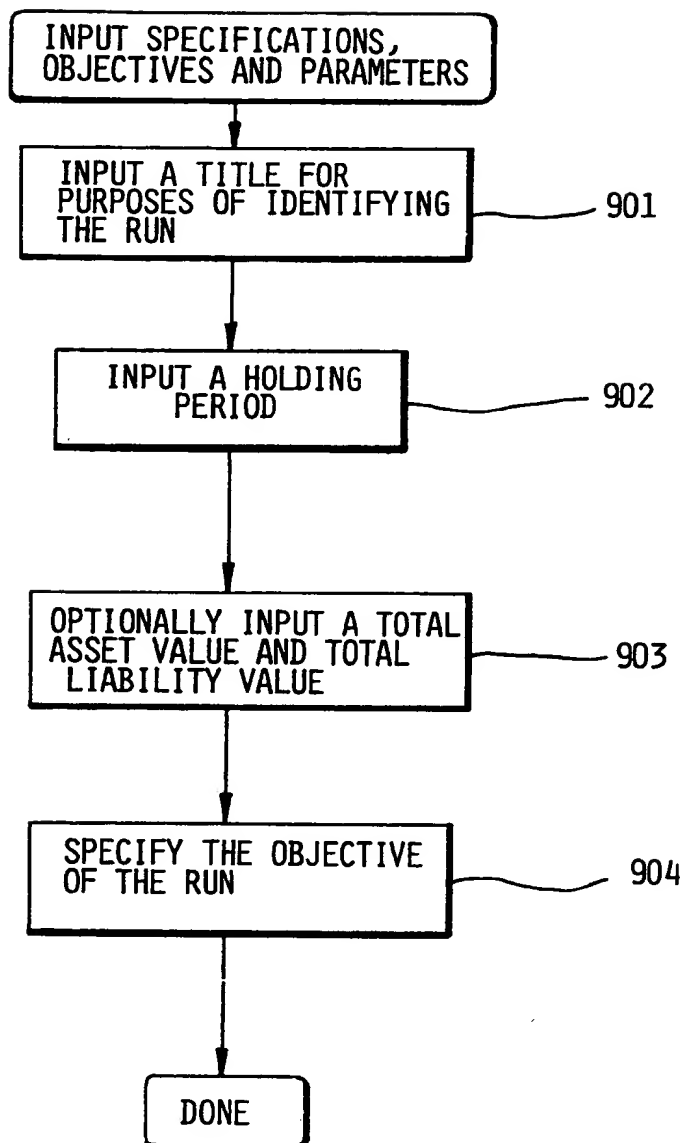 INPUT SPECIFICATIONS,
OBJECTIVES AND PARAMETERS
INPUT A TITLE FOR
PURPOSES OF IDENTIFYING
THE RUN
901
INPUT A HOLDING
PERIOD
902
OPTIONALLY INPUT A TOTAL
ASSET VALUE AND TOTAL
LIABILITY VALUE
903
SPECIFY THE OBJECTIVE
OF THE RUN
904
DONE